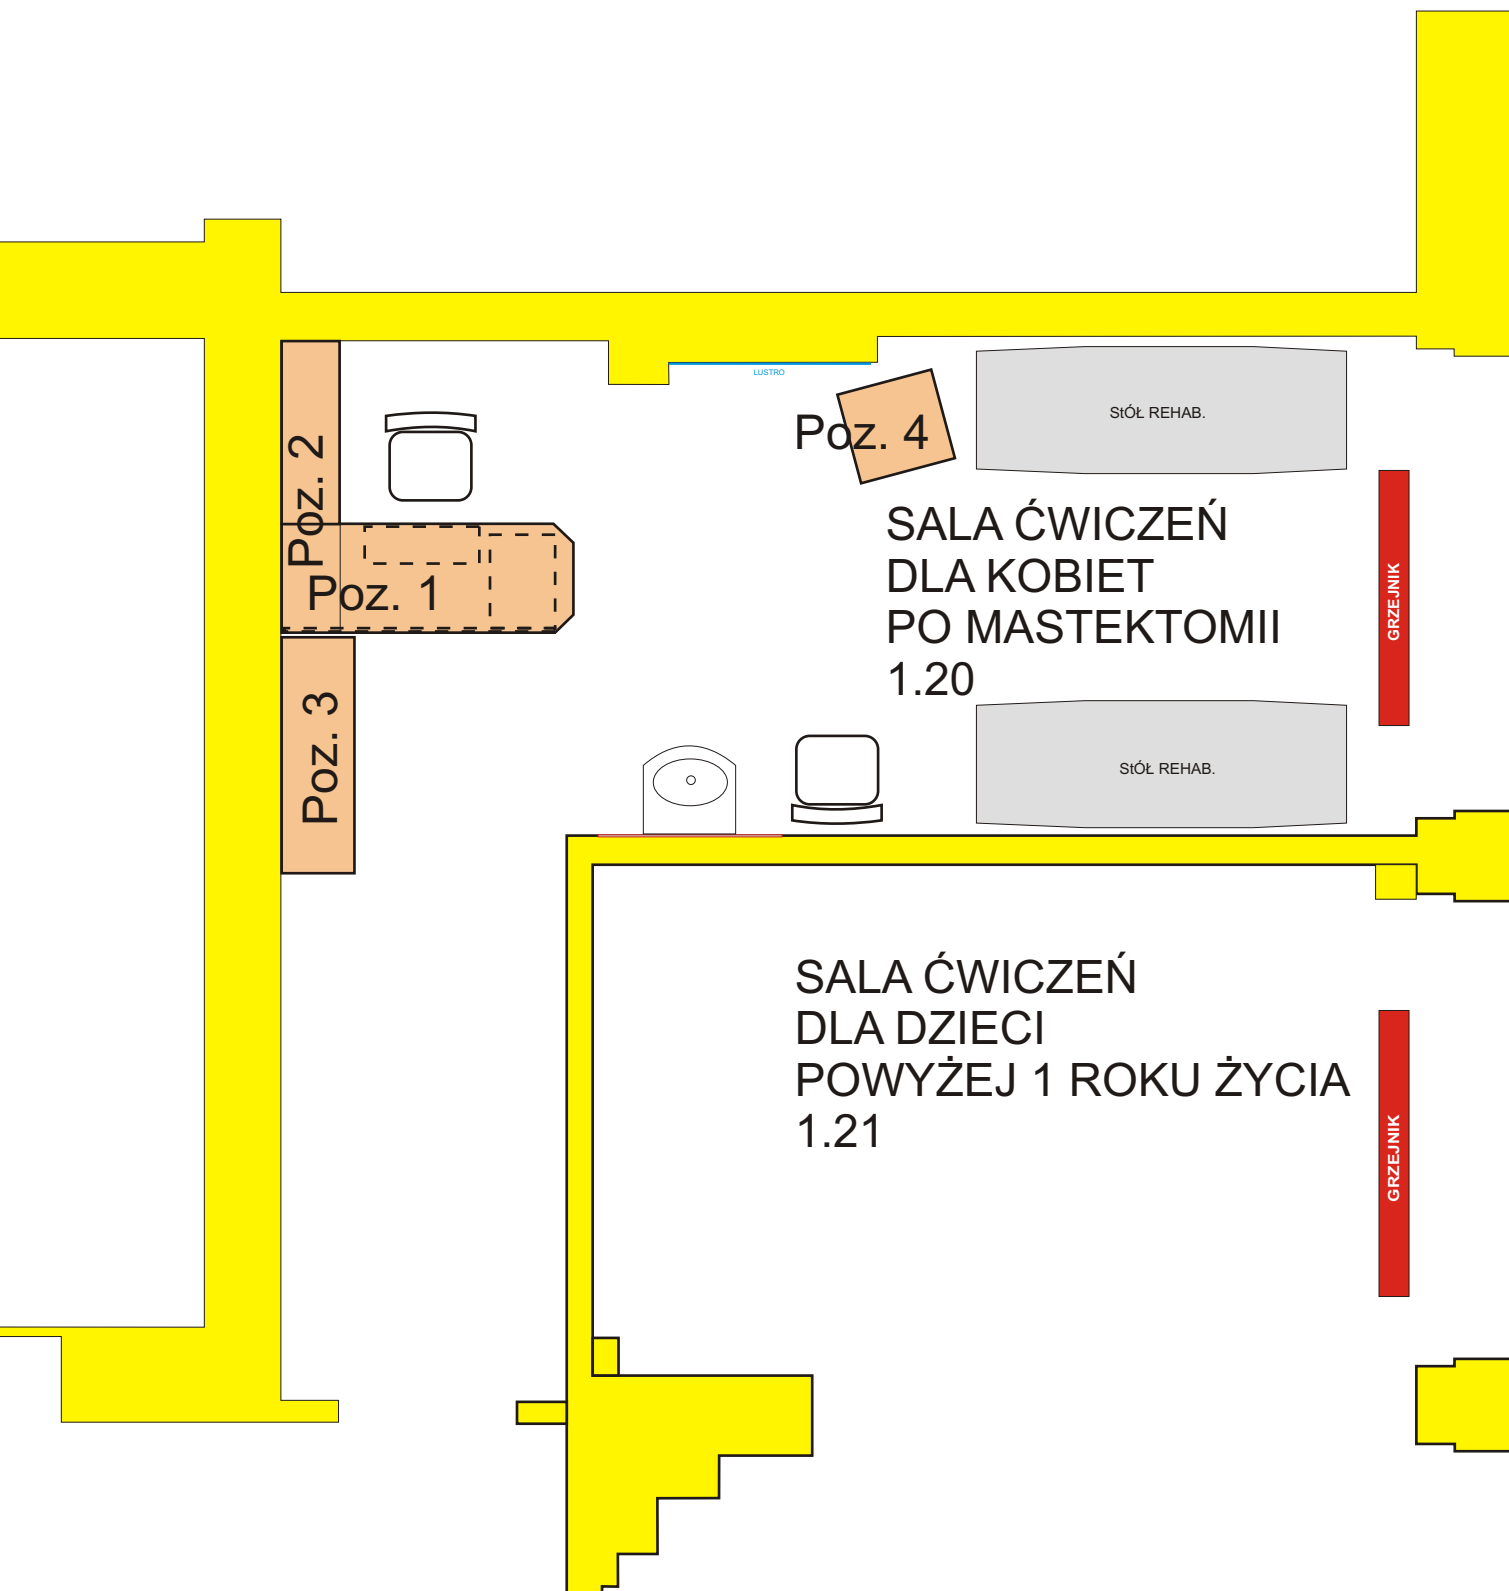 LUSTRO
Poz. 2
Poz. 4
StÓŁ REHAB.
Poz. 1
SALA ĆWICZEŃ
DLA KOBIET
PO MASTEKTOMII
1.20
GRZEJNIK
Poz. 3
StÓŁ REHAB.
SALA ĆWICZEŃ
DLA DZIECI
POWYŻEJ 1 ROKU ŻYCIA
1.21
GRZEJNIK